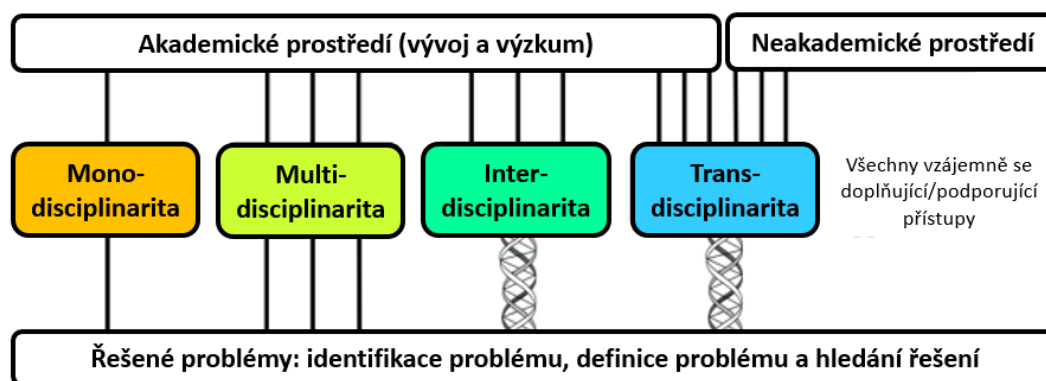 Akademické prostředí (vývoj a výzkum)
Neakademické prostředí
Mono-
disciplinarita
Multi-
disciplinarita
Inter-
disciplinarita
Trans-
disciplinarita
Všechny vzájemně se
doplňující/podporující
přístupy
Řešené problémy: identifikace problému, definice problému a hledání řešení